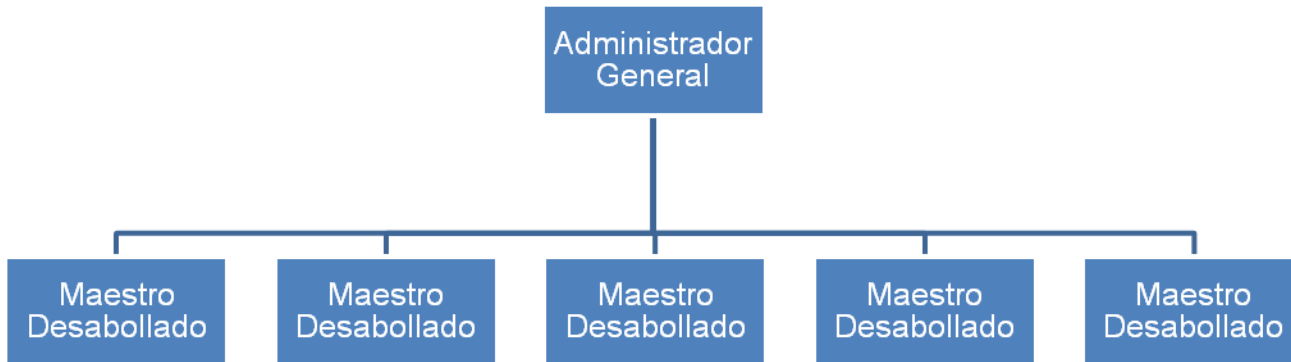 Administrador
General
Maestro
Desabollado
Maestro
Desabollado
Maestro
Desabollado
Maestro
Desabollado
Maestro
Desabollado